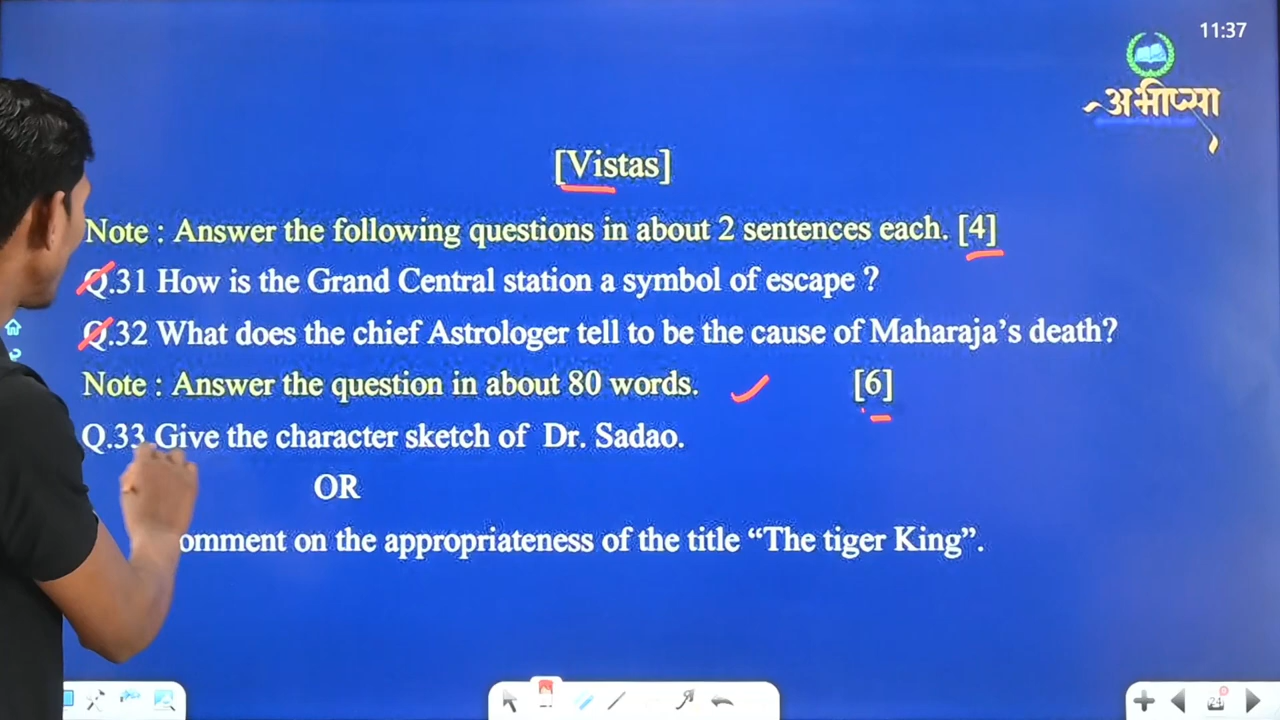 11:37
अभीप्सा
[Vistas]
Note : Answer the following questions in about 2 sentences each. [4]
Q.31 How is the Grand Central station a symbol of escape ?
Q.32 What does the chief Astrologer tell to be the cause of Maharaja's death?
Note : Answer the question in about 80 words. [6]
Q.33 Give the character sketch of Dr. Sadao.
OR
omment on the appropriateness of the title “The tiger King”.